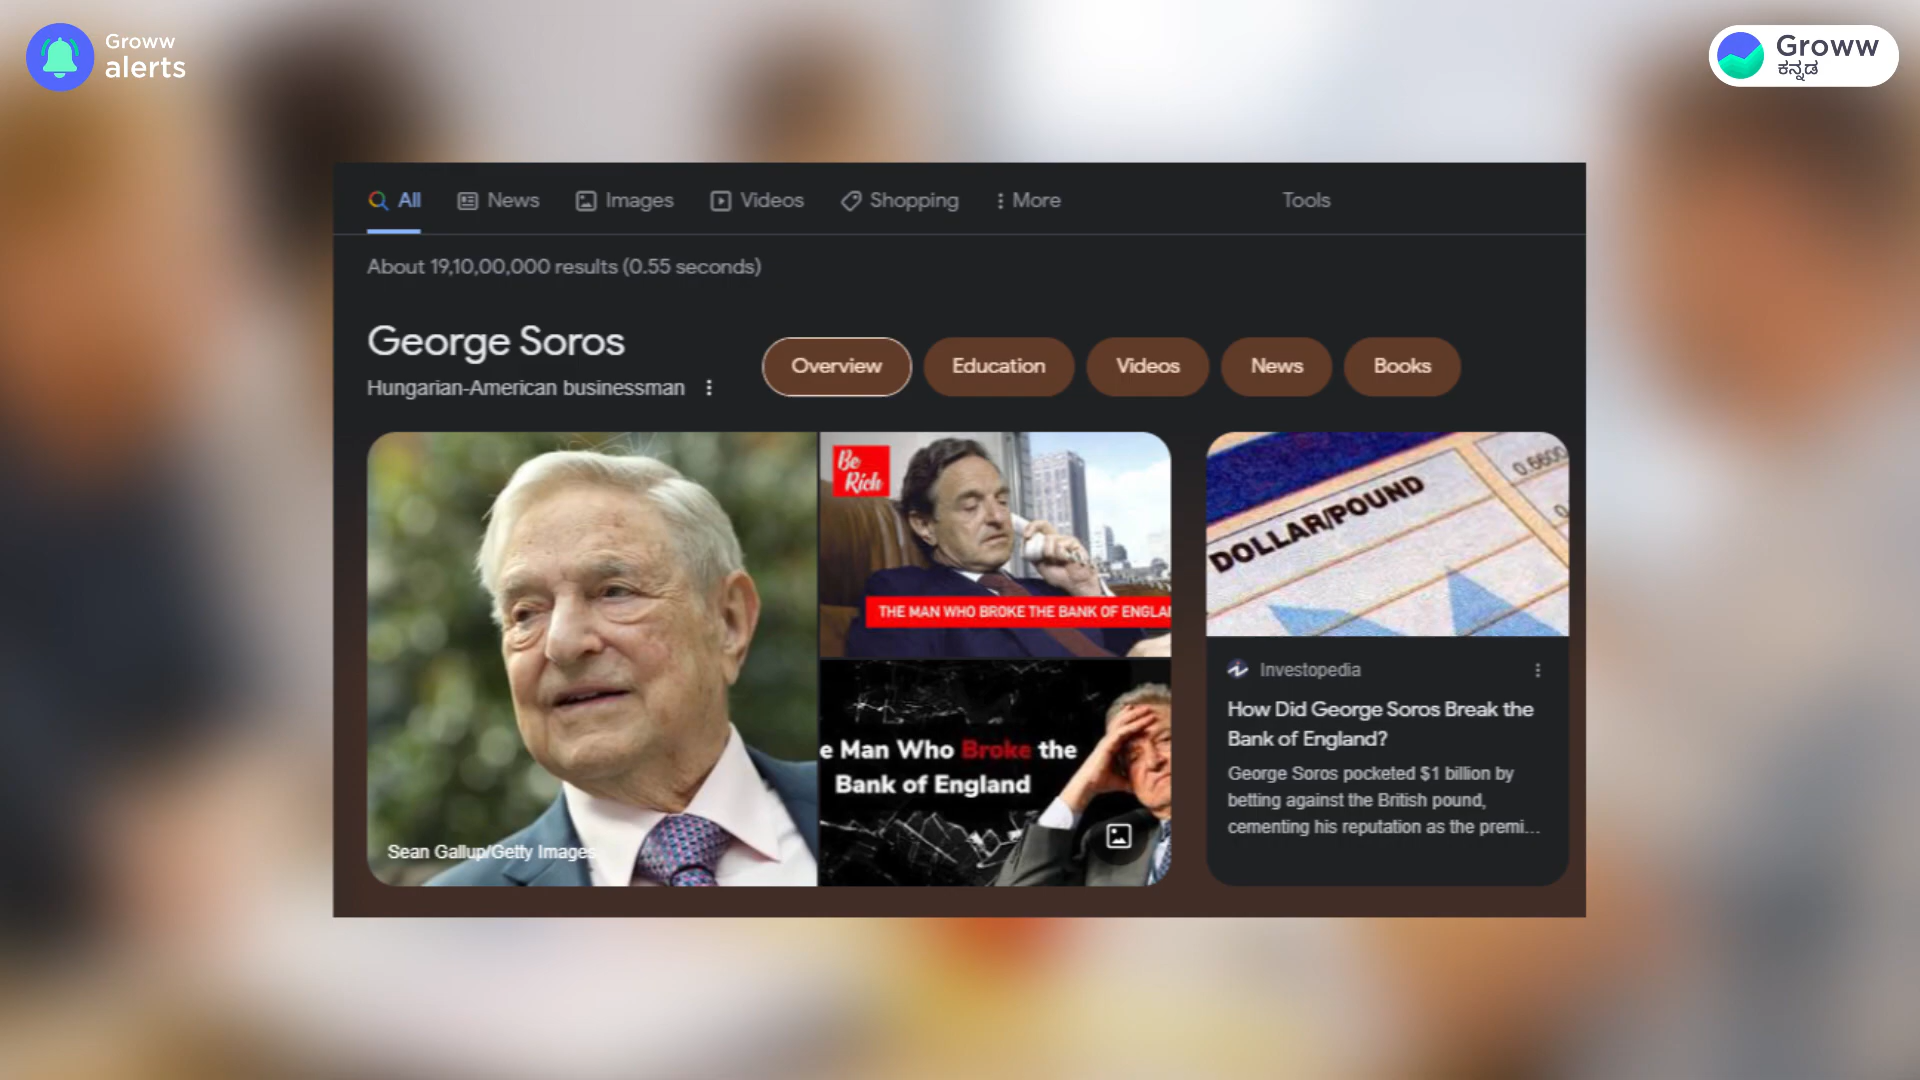 Groww
alerts
Groww
ಕನ್ನಡ
All
News
Images
Videos
Shopping
More
Tools
About 19,10,00,000 results (0.55 seconds)
George Soros
Hungarian-American businessman
Overview
Education
Videos
News
Books
Sean Gallup/Getty Images
Be
Rich
THE MAN WHO BROKE THE BANK OF ENGLA
e Man Who Broke the
Bank of England
DOLLAR/POUND
0.6600
0.
Investopedia
How Did George Soros Break the
Bank of England?
George Soros pocketed $1 billion by
betting against the British pound,
cementing his reputation as the premi...